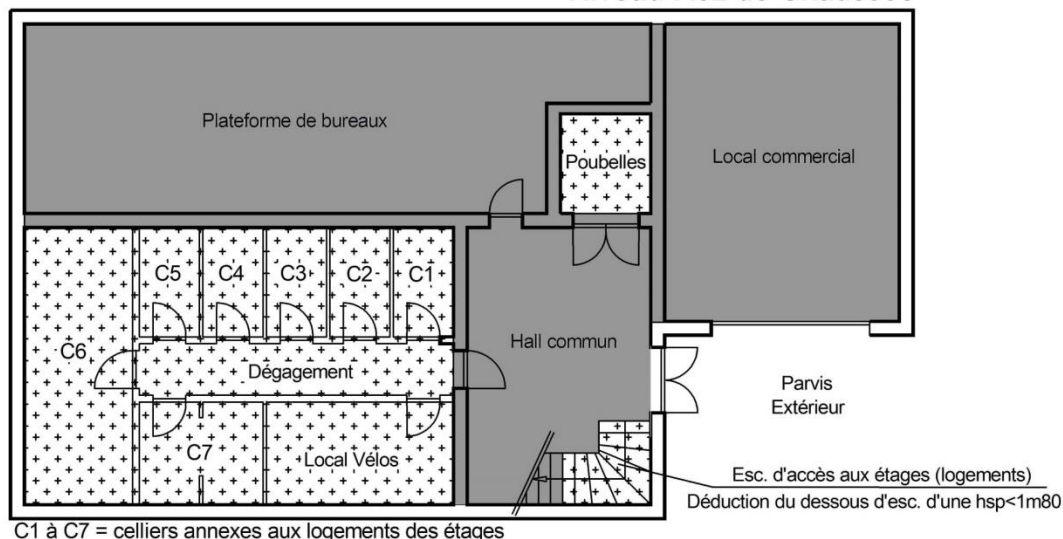 Plateforme de bureaux
Poubelles
Local commercial
C5
C4
C3
C2
C1
C6
Dégagement
Hall commun
C7
Local Vélos
Parvis
Extérieur
Esc. d'accès aux étages (logements)
Déduction du dessous d'esc. d'une hsp<1m80
C1 à C7 = celliers annexes aux logements des étages